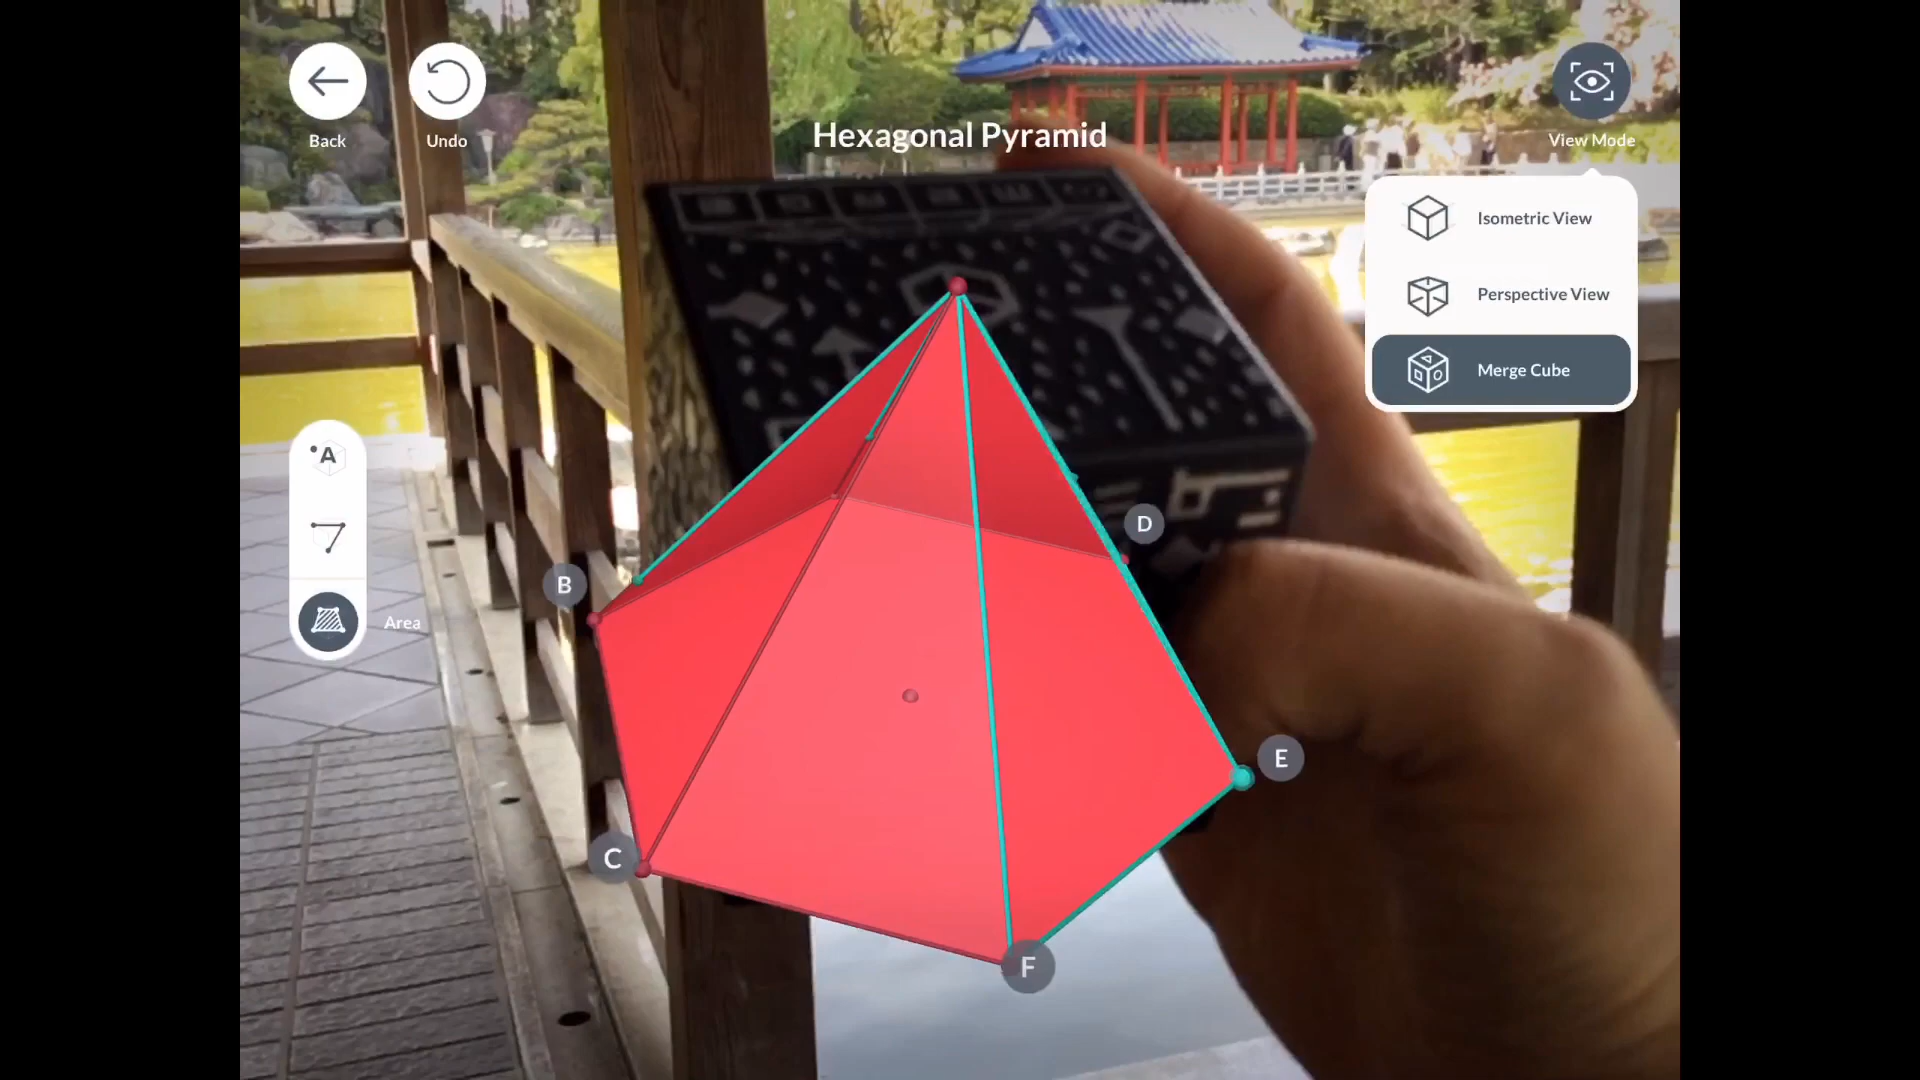 Back
Undo
Hexagonal Pyramid
View Mode
Isometric View
Perspective View
Merge Cube
A
Area
B
C
D
E
F